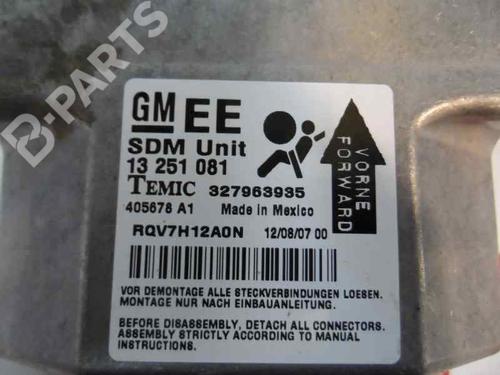 B-PARTS
GM EE
SDM Unit
13 251 081
TEMIC 327963935
405678 A1 Made in Mexico
RQV7H12A0N 12/08/07 00
VORNE
FORWARD
VOR DEMONTAGE ALLE STECKVERBINDUNGEN LOESEN.
MONTAGE NUR NACH EINBAUANLEITUNG.
BEFORE DISASSEMBLY, DETACH ALL CONNECTORS.
ASSEMBLY STRICTLY ACCORDING TO MANUAL
INSTRUCTIONS.
B-PARTS